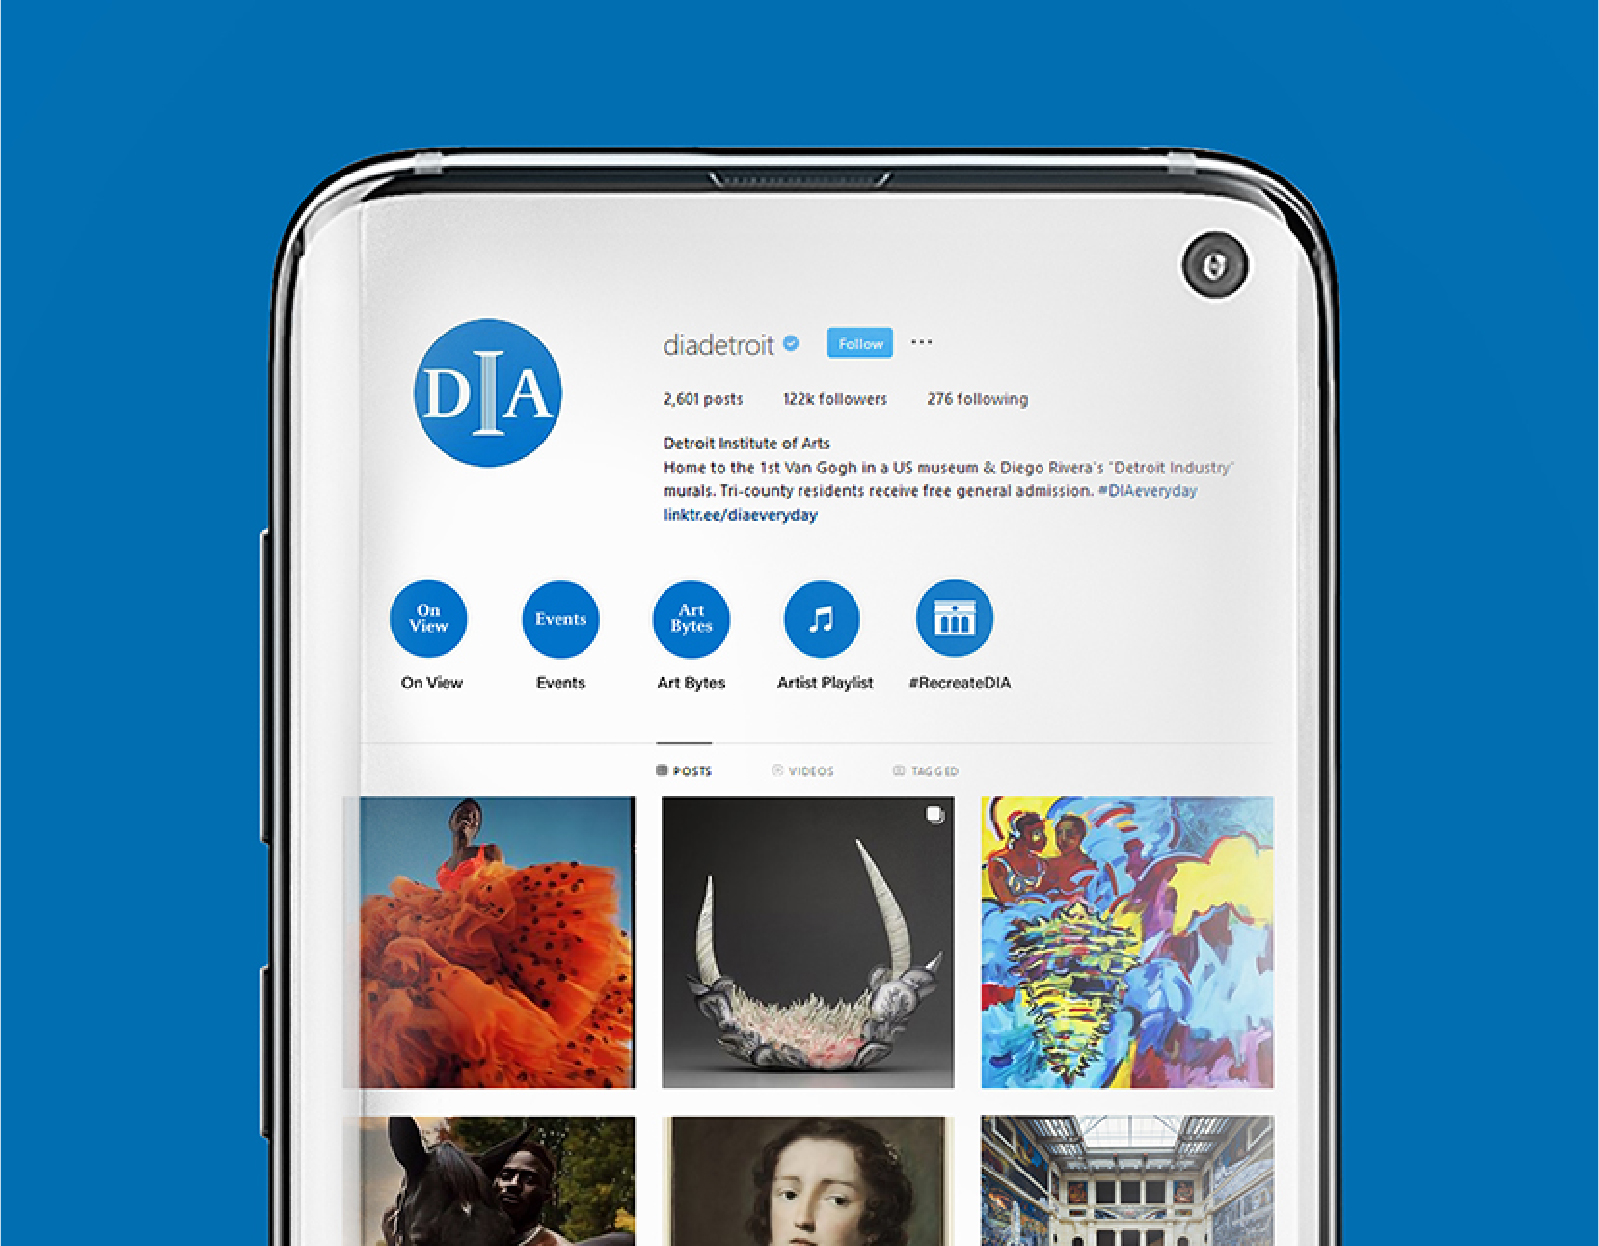 DIA
diadetroit Follow ...
2,601 posts 122k followers 276 following
Detroit Institute of Arts
Home to the 1st Van Gogh in a US museum & Diego Rivera's "Detroit Industry"
murals. Tri-county residents receive free general admission. #DIAeveryday
linktr.ee/diaeveryday
On
View
Events
Art
Bytes
On View Events Art Bytes Artist Playlist #RecreateDIA
POSTS VIDEOS TAGGED